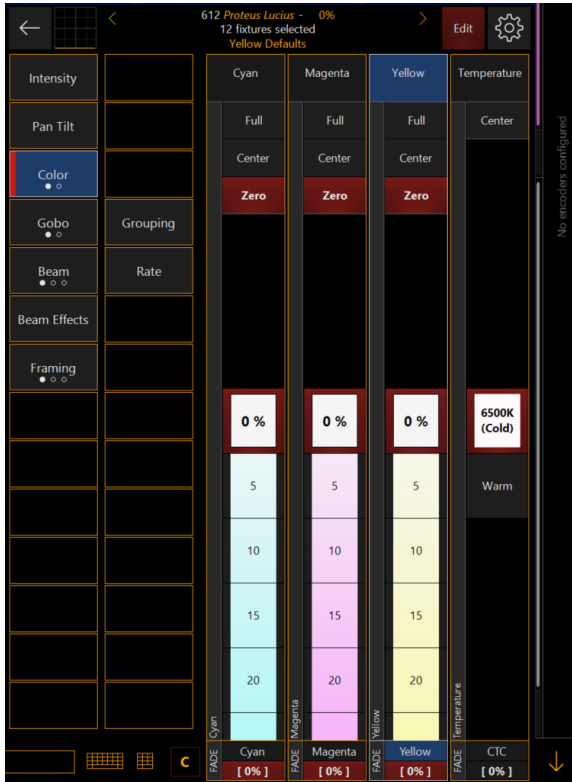 612 Proteus Lucius - 0%
12 fixtures selected
Yellow Defaults
Edit
Intensity
Pan Tilt
Color
Gobo
Beam
Beam Effects
Framing
Grouping
Rate
Cyan Magenta Yellow Temperature
Full Full Full Center
Center Center Center
Zero Zero Zero
0 % 0 % 0 % 6500K
(Cold)
5 5 5 Warm
10 10 10
15 15 15
20 20 20
Cyan
Magenta
Yellow
Temperature
C
FADE Cyan FADE Magenta FADE Yellow FADE CTC
[ 0% ] [ 0% ] [ 0% ] [ 0% ]
No encoders configured